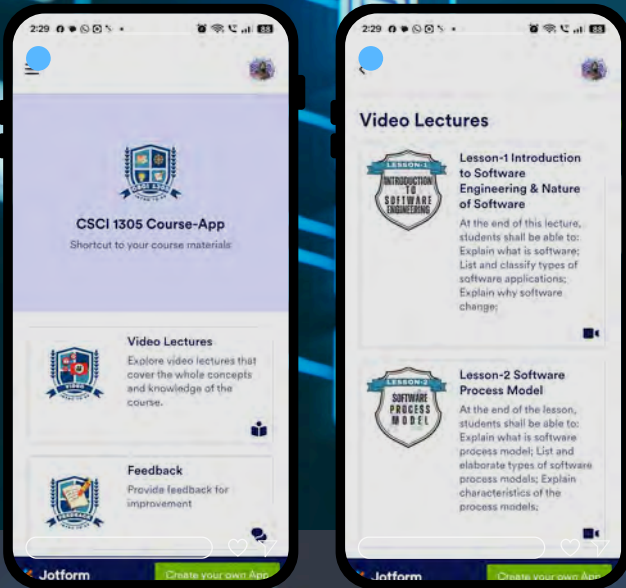 2:29
88
CSCI 1305
CSCI 1305 Course-App
Shortcut to your course materials
Video Lectures
Explore video lectures that
cover the whole concepts
and knowledge of the
course.
VIDEO
Feedback
Provide feedback for
improvement
FEEDBACK
Jotform
Create your own App
2:29
88
Video Lectures
LESSON-1
INTRODUCTION
TO
SOFTWARE
ENGINEERING
Lesson-1 Introduction
to Software
Engineering & Nature
of Software
At the end of this lecture,
students shall be able to:
Explain what is software;
List and classify types of
software applications;
Explain why software
change;
LESSON-2
SOFTWARE
PROCESS
MODEL
Lesson-2 Software
Process Model
At the end of the lesson,
students shall be able to:
Explain what is software
process model; List and
elaborate types of software
process modals; Explain
characteristics of the
process models;
Jotform
Create your own App